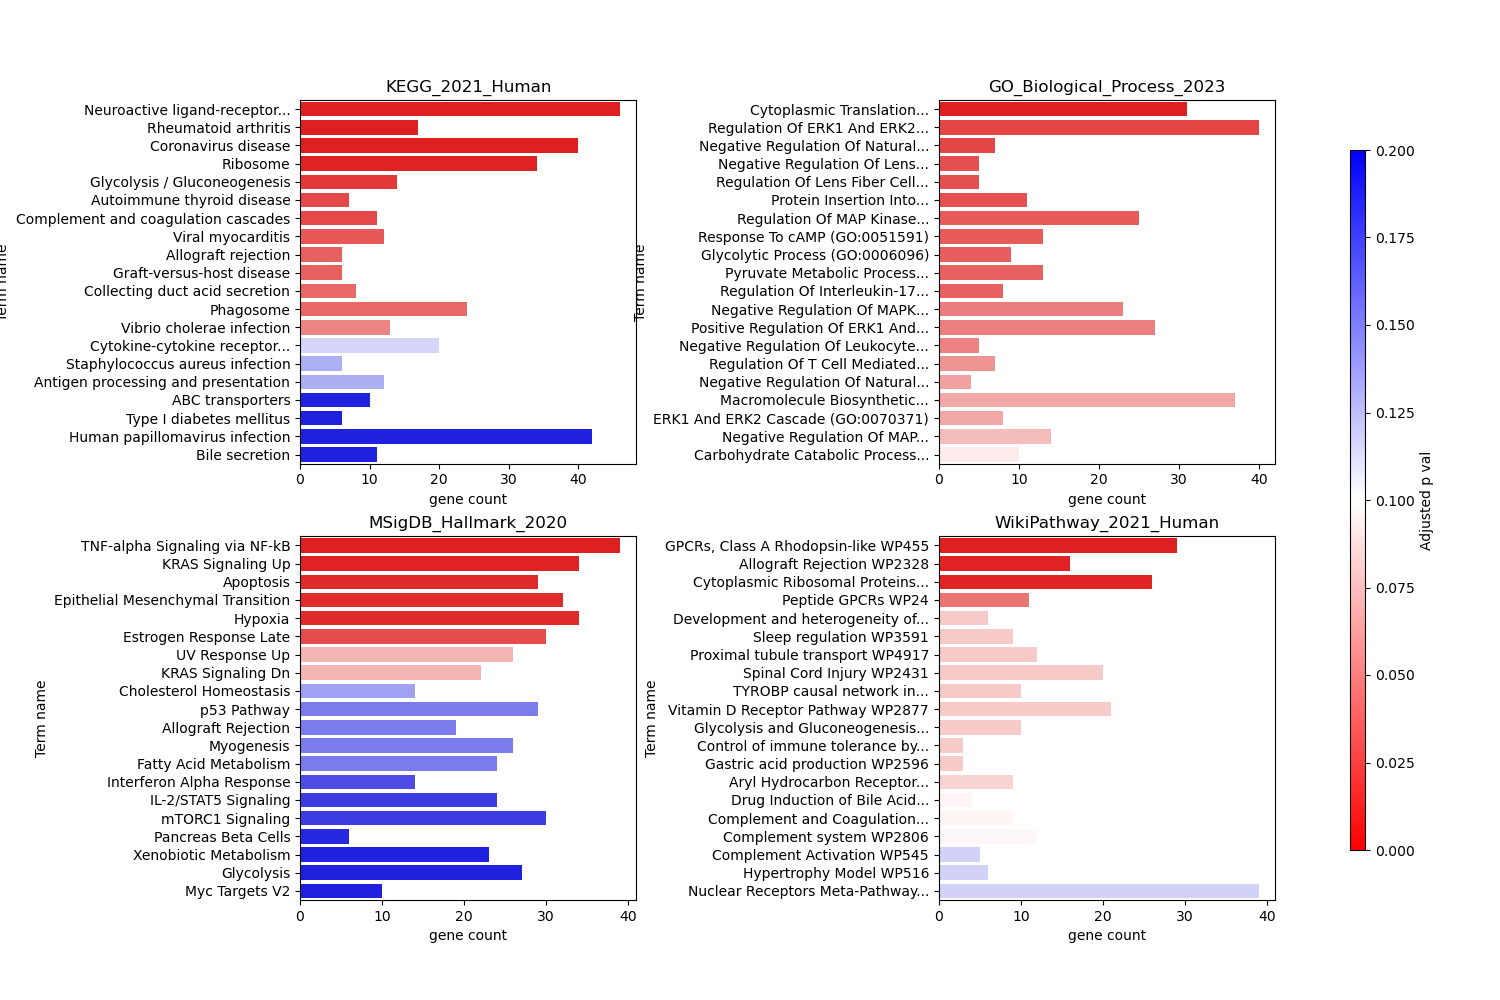 KEGG_2021_Human
Neuroactive ligand-receptor...
Rheumatoid arthritis
Coronavirus disease
Ribosome
Glycolysis / Gluconeogenesis
Autoimmune thyroid disease
Complement and coagulation cascades
Viral myocarditis
Allograft rejection
Graft-versus-host disease
Collecting duct acid secretion
Phagosome
Vibrio cholerae infection
Cytokine-cytokine receptor...
Staphylococcus aureus infection
Antigen processing and presentation
ABC transporters
Type I diabetes mellitus
Human papillomavirus infection
Bile secretion
Term name
0 10 20 30 40
gene count
GO_Biological_Process_2023
Cytoplasmic Translation...
Regulation Of ERK1 And ERK2...
Negative Regulation Of Natural...
Negative Regulation Of Lens...
Regulation Of Lens Fiber Cell...
Protein Insertion Into...
Regulation Of MAP Kinase...
Response To cAMP (GO:0051591)
Glycolytic Process (GO:0006096)
Pyruvate Metabolic Process...
Regulation Of Interleukin-17...
Negative Regulation Of MAPK...
Positive Regulation Of ERK1 And...
Negative Regulation Of Leukocyte...
Regulation Of T Cell Mediated...
Negative Regulation Of Natural...
Macromolecule Biosynthetic...
ERK1 And ERK2 Cascade (GO:0070371)
Negative Regulation Of MAP...
Carbohydrate Catabolic Process...
Term name
0 10 20 30 40
gene count
MSigDB_Hallmark_2020
TNF-alpha Signaling via NF-kB
KRAS Signaling Up
Apoptosis
Epithelial Mesenchymal Transition
Hypoxia
Estrogen Response Late
UV Response Up
KRAS Signaling Dn
Cholesterol Homeostasis
p53 Pathway
Allograft Rejection
Myogenesis
Fatty Acid Metabolism
Interferon Alpha Response
IL-2/STAT5 Signaling
mTORC1 Signaling
Pancreas Beta Cells
Xenobiotic Metabolism
Glycolysis
Myc Targets V2
Term name
0 10 20 30 40
gene count
WikiPathway_2021_Human
GPCRs, Class A Rhodopsin-like WP455
Allograft Rejection WP2328
Cytoplasmic Ribosomal Proteins...
Peptide GPCRs WP24
Development and heterogeneity of...
Sleep regulation WP3591
Proximal tubule transport WP4917
Spinal Cord Injury WP2431
TYROBP causal network in...
Vitamin D Receptor Pathway WP2877
Glycolysis and Gluconeogenesis...
Control of immune tolerance by...
Gastric acid production WP2596
Aryl Hydrocarbon Receptor...
Drug Induction of Bile Acid...
Complement and Coagulation...
Complement system WP2806
Complement Activation WP545
Hypertrophy Model WP516
Nuclear Receptors Meta-Pathway...
Term name
0 10 20 30 40
gene count
0.200
0.175
0.150
0.125
0.100
0.075
0.050
0.025
0.000
Adjusted p val